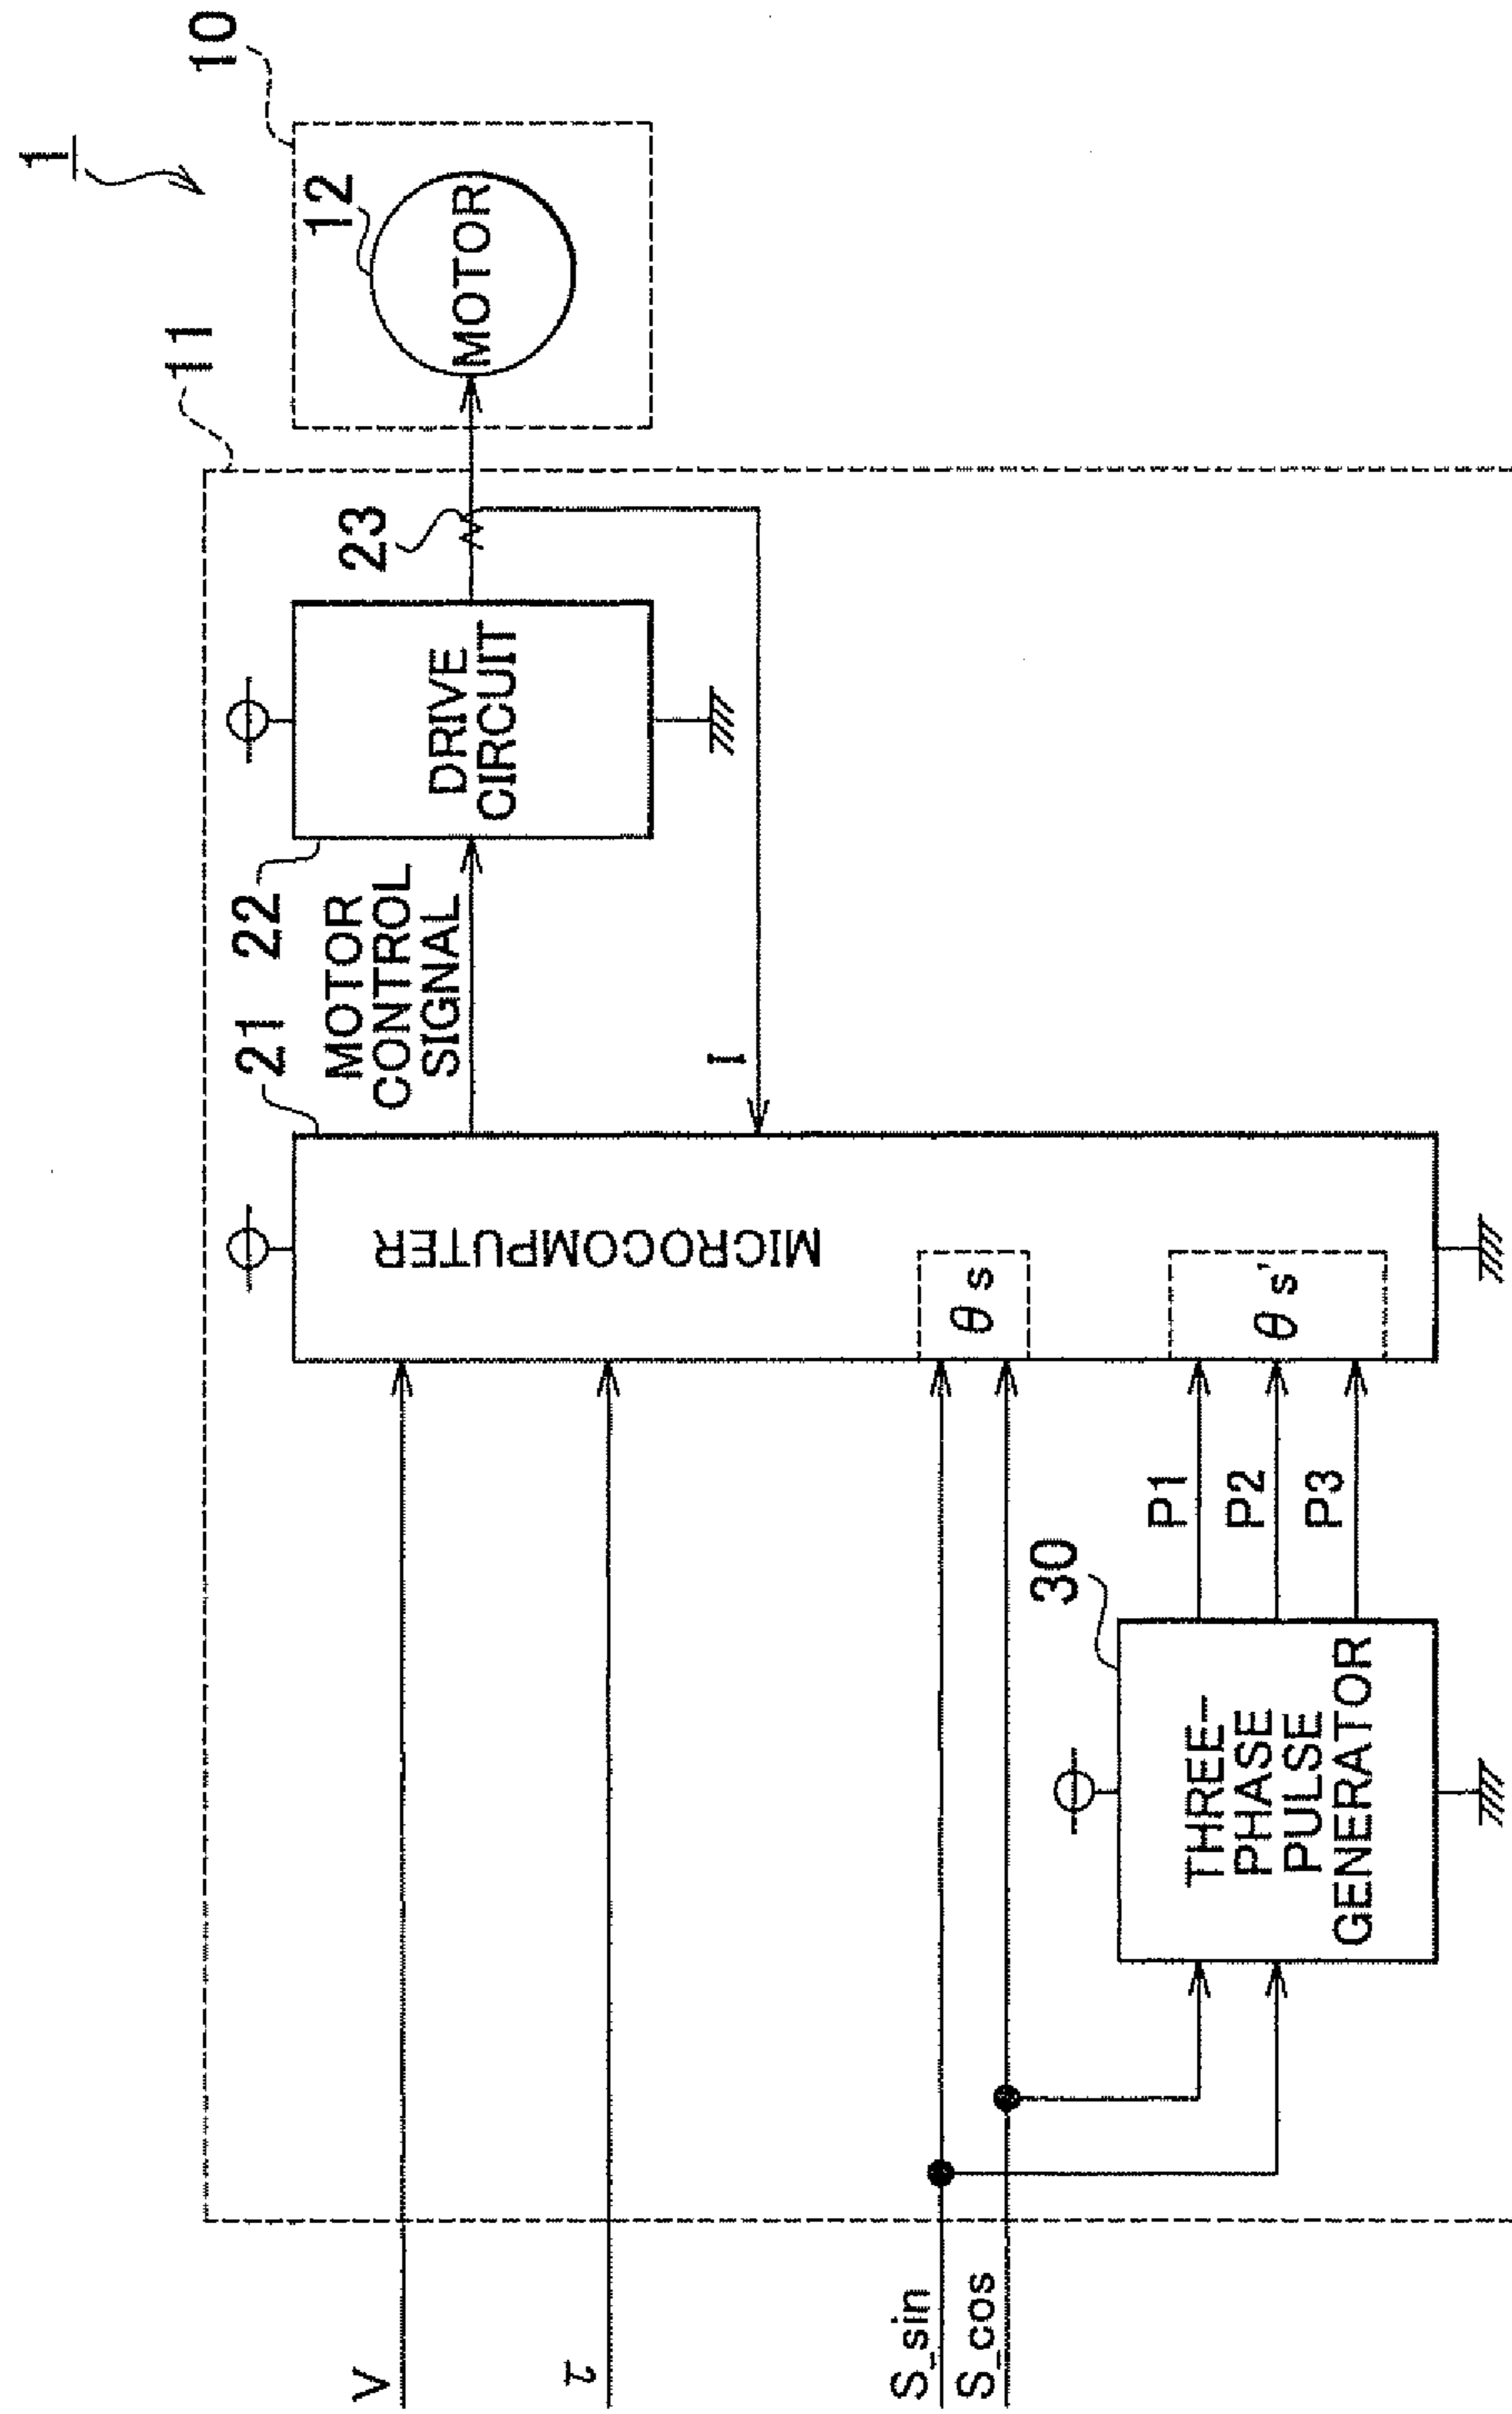 1
10
11
12
MOTOR
23
DRIVE
CIRCUIT
22
21
MOTOR
CONTROL
SIGNAL
I
MICROCOMPUTER
θs
θs'
V
τ
S_sin
S_cos
P1
P2
P3
30
THREE-
PHASE
PULSE
GENERATOR